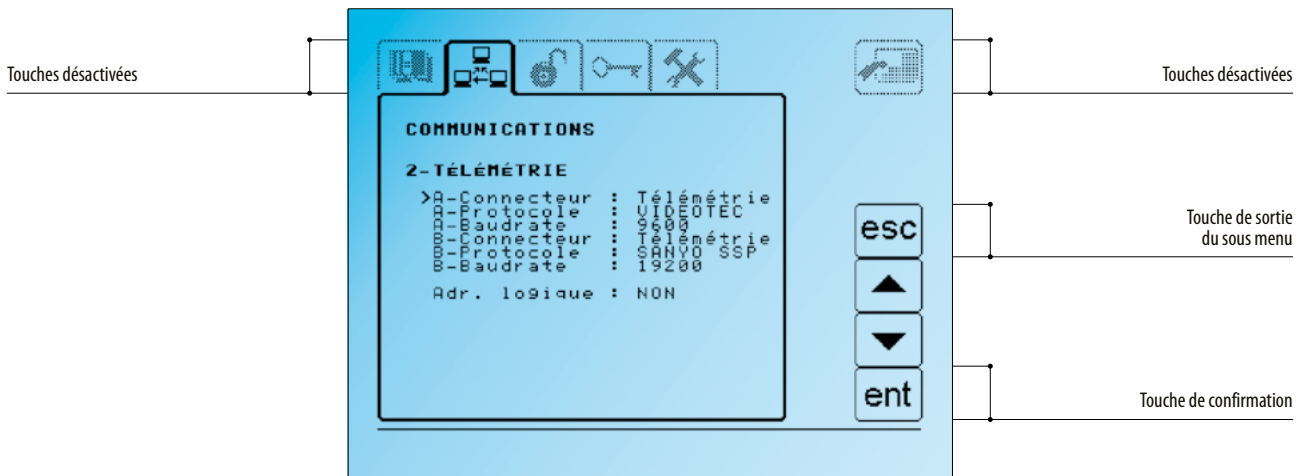 Touches désactivées
Touches désactivées
COMMUNICATIONS
2-TéLéMéTRIE
>A-Connecteur : Télémétrie
A-Protocole : VIDEOTEC
A-Baudrate : 9600
B-Connecteur : Télémétrie
B-Protocole : SANYO SSP
B-Baudrate : 19200
Adr. logique : NON
esc
Touche de sortie
du sous menu
ent
Touche de confirmation